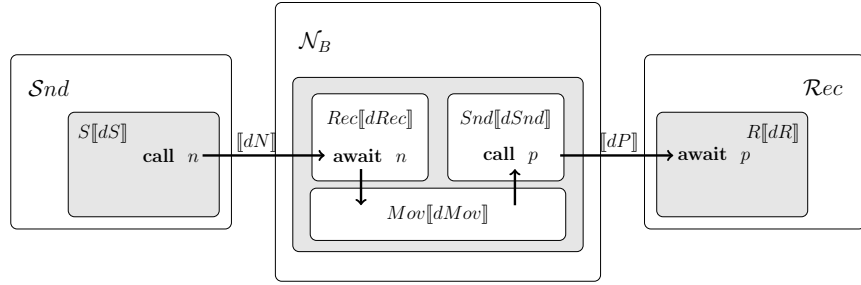 𝒩_B
𝒮nd
ℛec
S⟦dS⟧
call n
⟦dN⟧
Rec⟦dRec⟧
await n
Snd⟦dSnd⟧
call p
Mov⟦dMov⟧
⟦dP⟧
R⟦dR⟧
await p